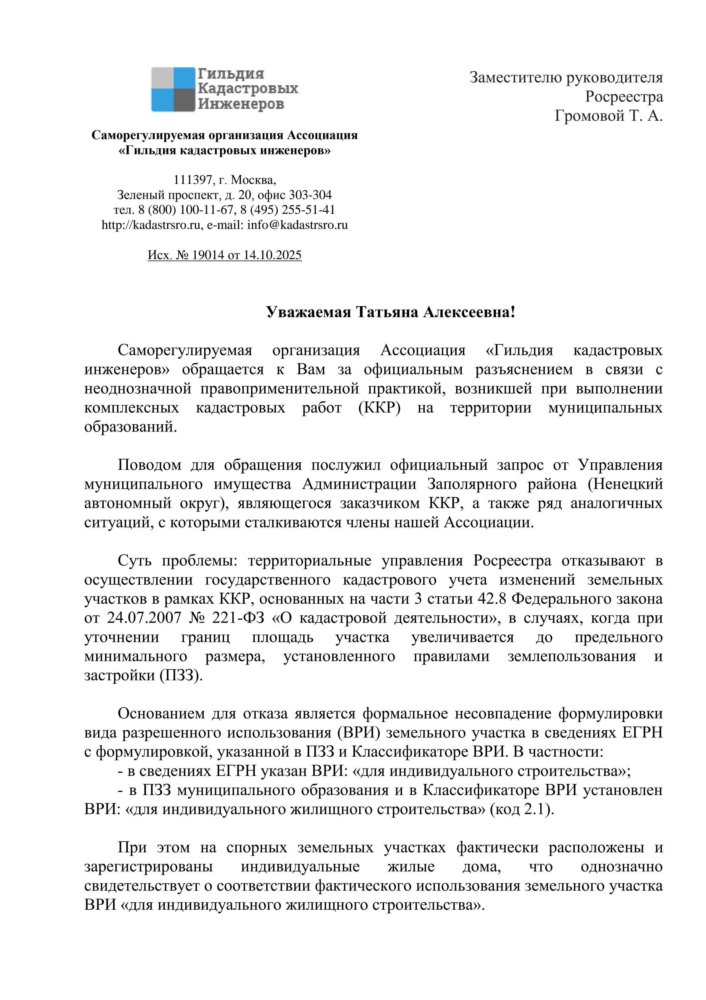 Гильдия
Кадастровых
Инженеров
Заместителю руководителя
Росреестра
Громовой Т. А.
Саморегулируемая организация Ассоциация
«Гильдия кадастровых инженеров»
111397, г. Москва,
Зеленый проспект, д. 20, офис 303-304
тел. 8 (800) 100-11-67, 8 (495) 255-51-41
http://kadastrsro.ru, e-mail: info@kadastrsro.ru
Исх. № 19014 от 14.10.2025
Уважаемая Татьяна Алексеевна!
Саморегулируемая организация Ассоциация «Гильдия кадастровых
инженеров» обращается к Вам за официальным разъяснением в связи с
неоднозначной правоприменительной практикой, возникшей при выполнении
комплексных кадастровых работ (ККР) на территории муниципальных
образований.
Поводом для обращения послужил официальный запрос от Управления
муниципального имущества Администрации Заполярного района (Ненецкий
автономный округ), являющегося заказчиком ККР, а также ряд аналогичных
ситуаций, с которыми сталкиваются члены нашей Ассоциации.
Суть проблемы: территориальные управления Росреестра отказывают в
осуществлении государственного кадастрового учета изменений земельных
участков в рамках ККР, основанных на части 3 статьи 42.8 Федерального закона
от 24.07.2007 № 221-ФЗ «О кадастровой деятельности», в случаях, когда при
уточнении границ площадь участка увеличивается до предельного
минимального размера, установленного правилами землепользования и
застройки (ПЗЗ).
Основанием для отказа является формальное несовпадение формулировки
вида разрешенного использования (ВРИ) земельного участка в сведениях ЕГРН
с формулировкой, указанной в ПЗЗ и Классификаторе ВРИ. В частности:
- в сведениях ЕГРН указан ВРИ: «для индивидуального строительства»;
- в ПЗЗ муниципального образования и в Классификаторе ВРИ установлен
ВРИ: «для индивидуального жилищного строительства» (код 2.1).
При этом на спорных земельных участках фактически расположены и
зарегистрированы индивидуальные жилые дома, что однозначно
свидетельствует о соответствии фактического использования земельного участка
ВРИ «для индивидуального жилищного строительства».